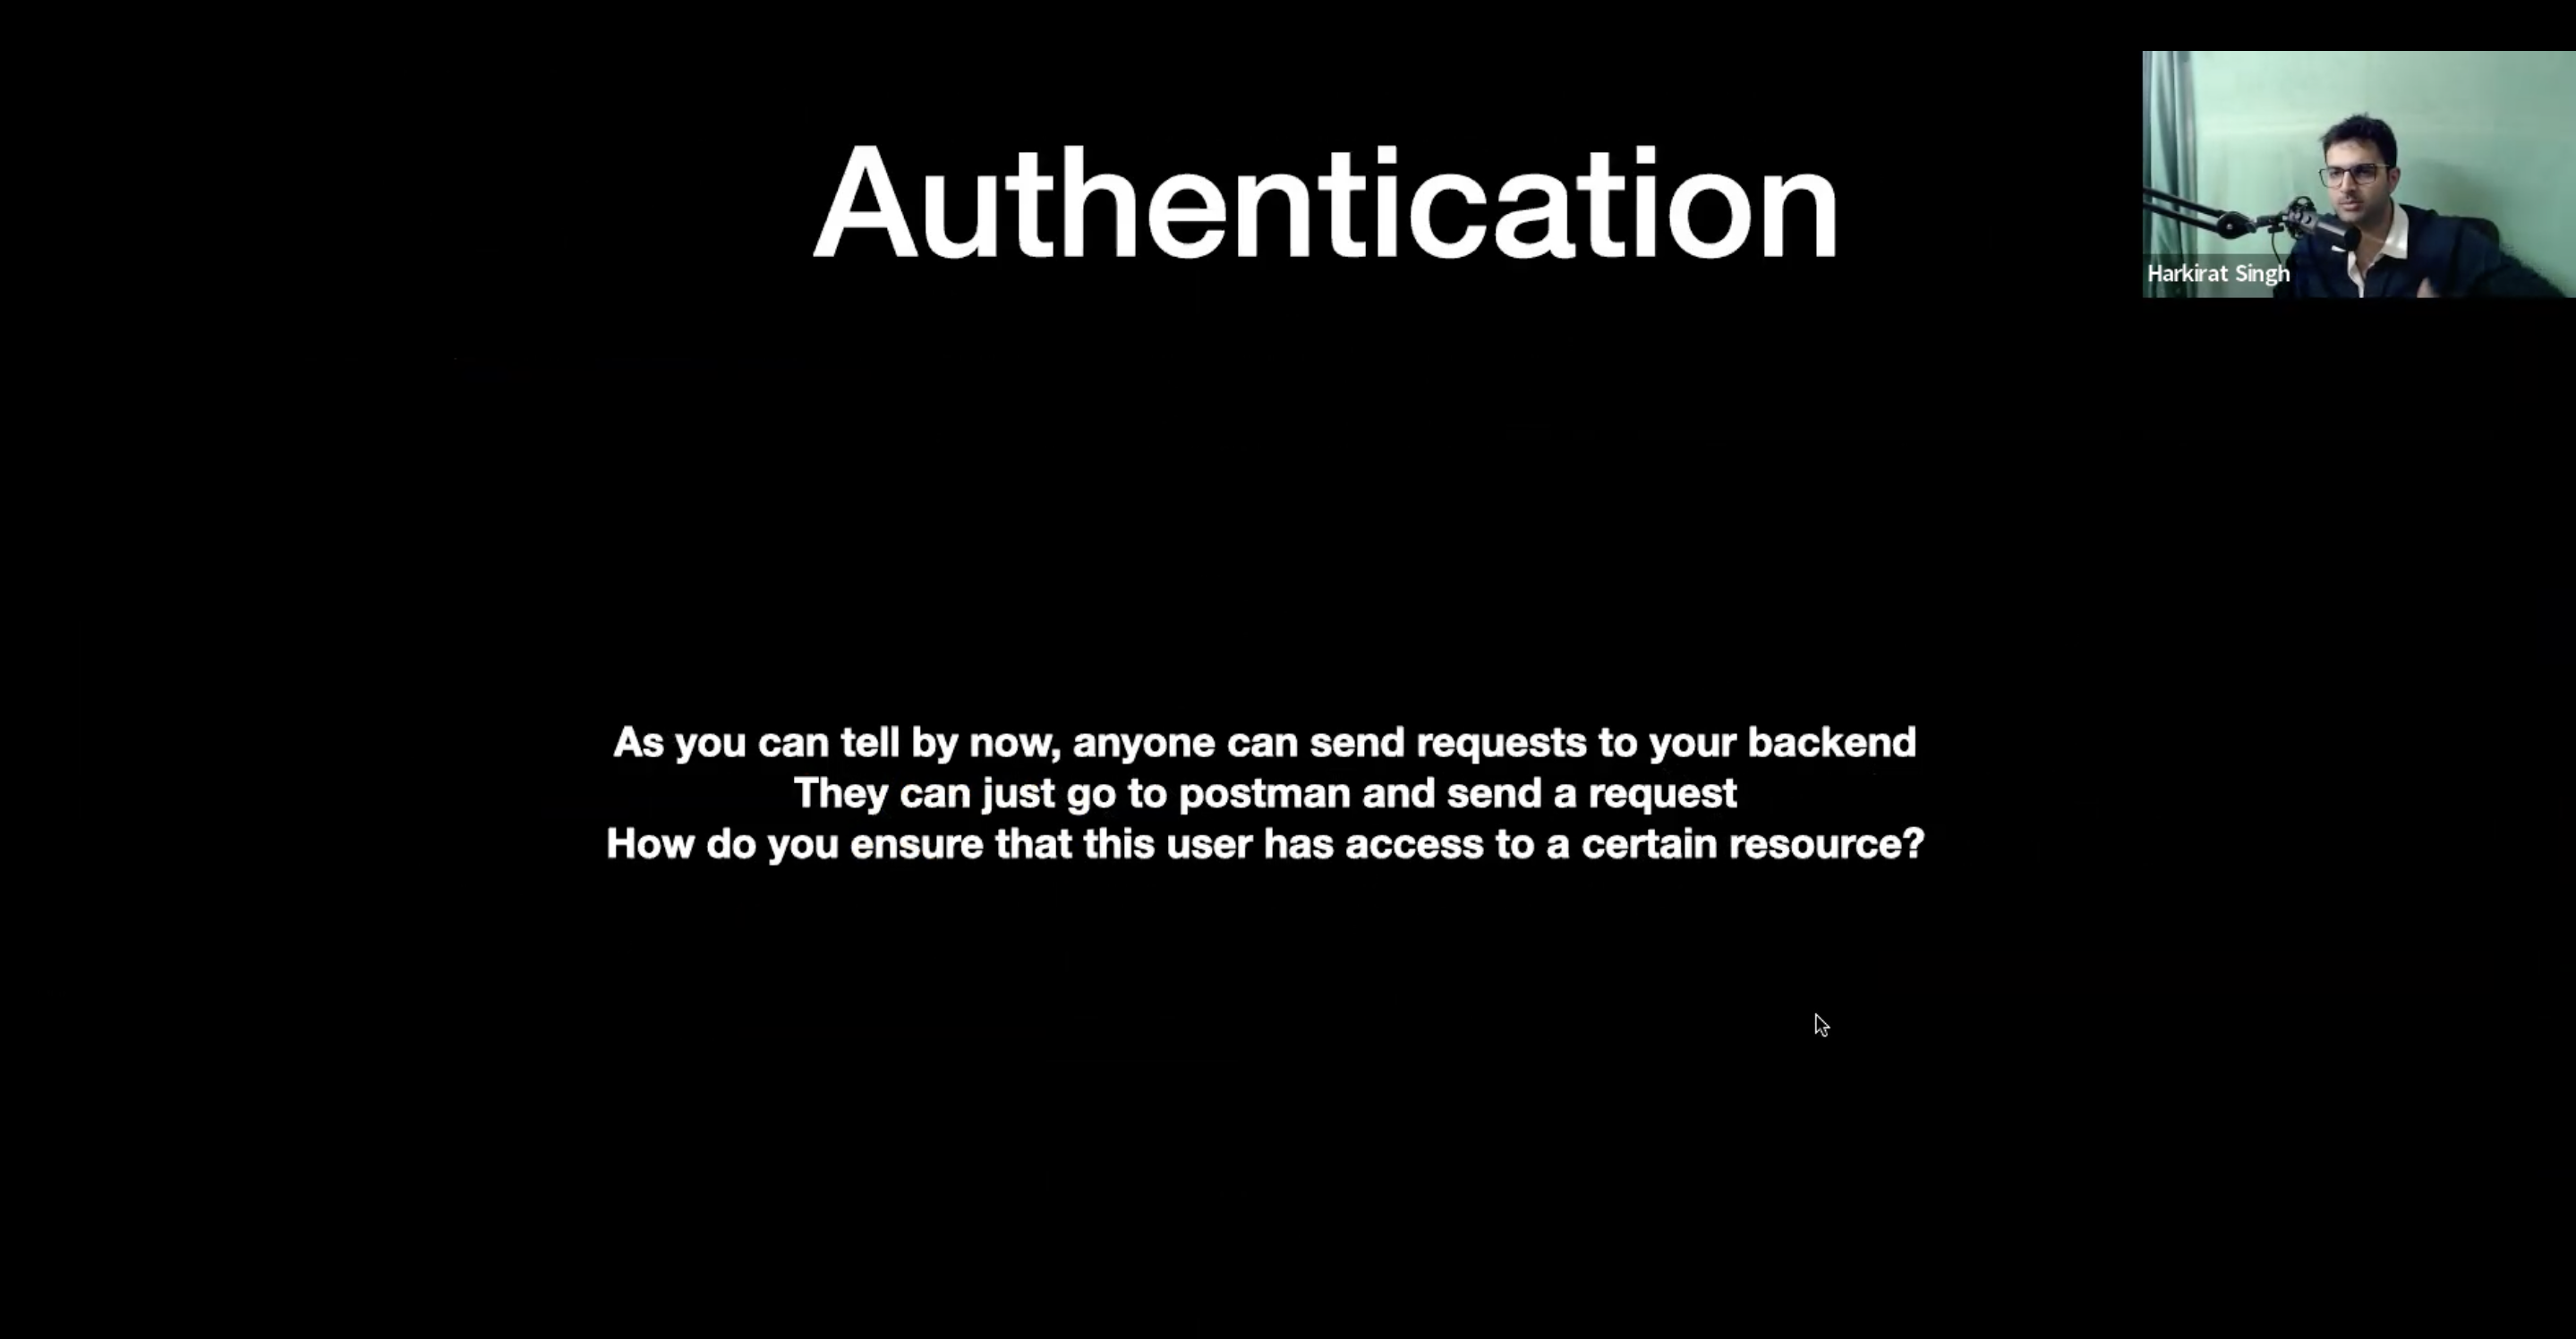 Authentication
Harkirat Singh
As you can tell by now, anyone can send requests to your backend
They can just go to postman and send a request
How do you ensure that this user has access to a certain resource?